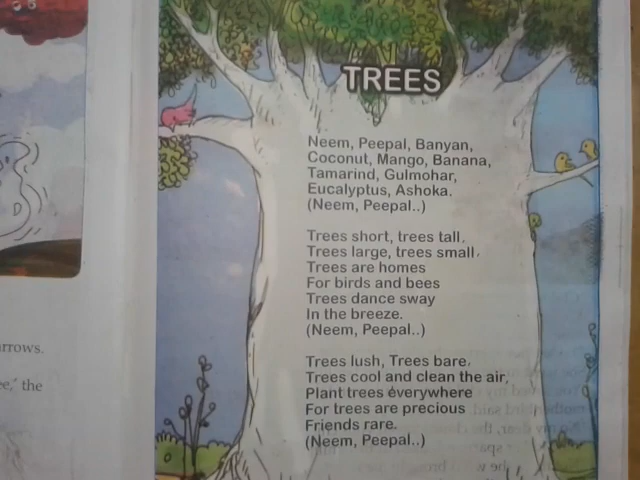 TREES
Neem, Peepal, Banyan,
Coconut, Mango, Banana,
Tamarind, Gulmohar,
Eucalyptus, Ashoka.
(Neem, Peepal..)
Trees short, trees tall,
Trees large, trees small,
Trees are homes
For birds and bees
Trees dance sway
In the breeze.
(Neem, Peepal..)
Trees lush, Trees bare,
Trees cool and clean the air,
Plant trees everywhere
For trees are precious
Friends rare.
(Neem, Peepal..)
the